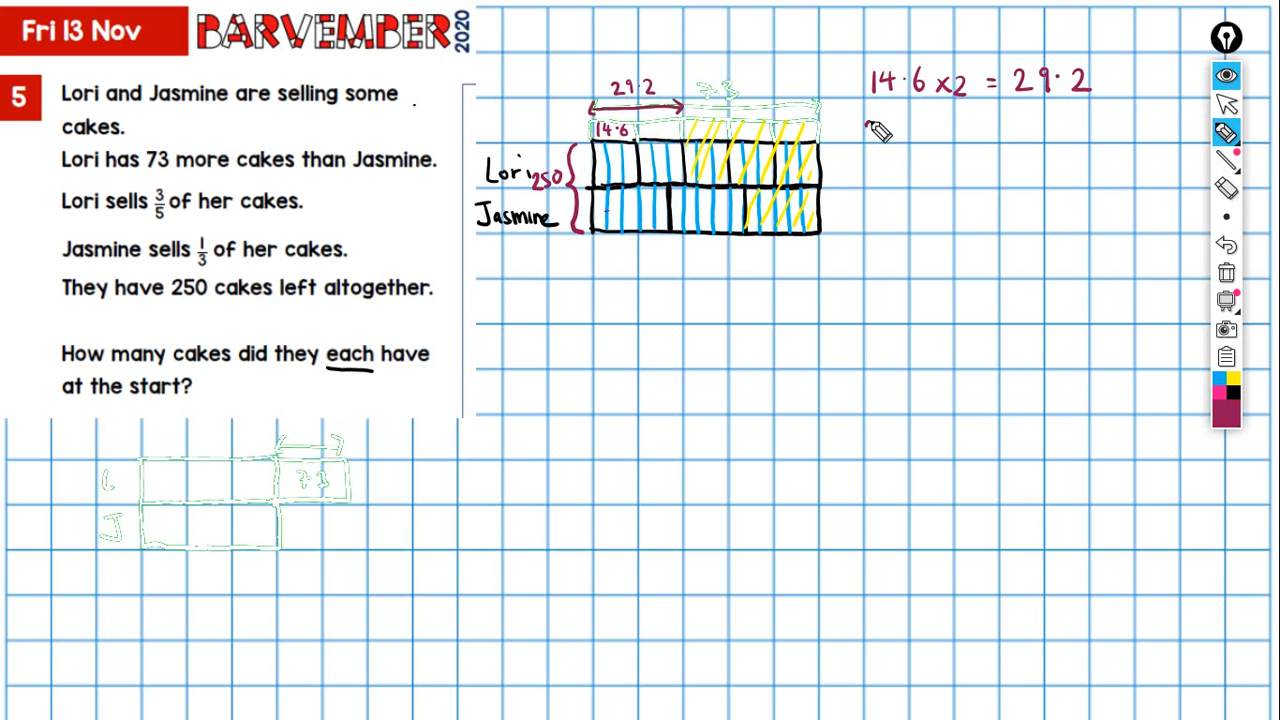 Fri 13 Nov
BARVEMBER 2020
5
Lori and Jasmine are selling some
cakes.
Lori has 73 more cakes than Jasmine.
Lori sells 3/5 of her cakes.
Jasmine sells 1/3 of her cakes.
They have 250 cakes left altogether.
How many cakes did they each have
at the start?
29.2
73
14.6
Lori
250
Jasmine
14.6 x2 = 29.2
L
73
J